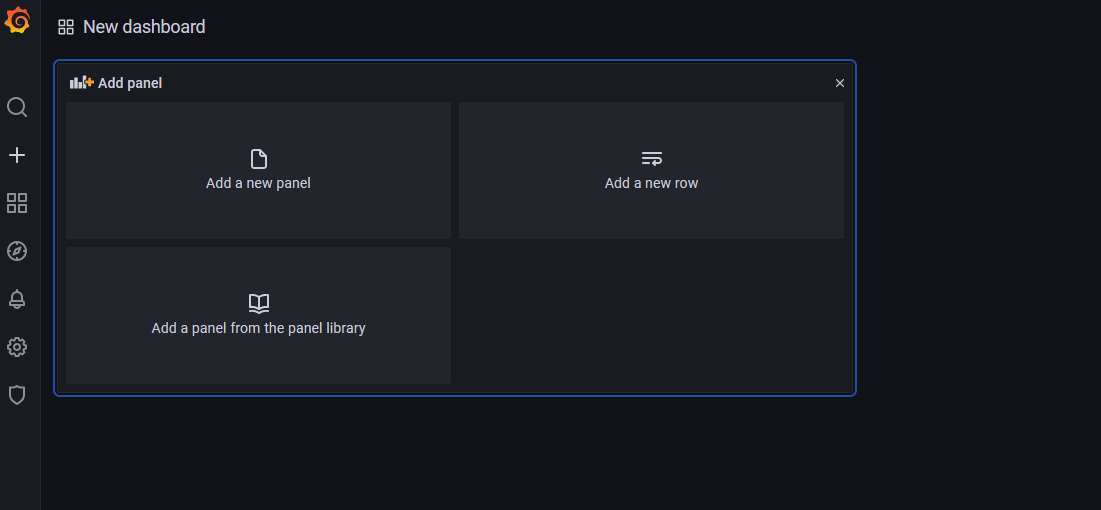 New dashboard
Add panel
Add a new panel
Add a new row
Add a panel from the panel library